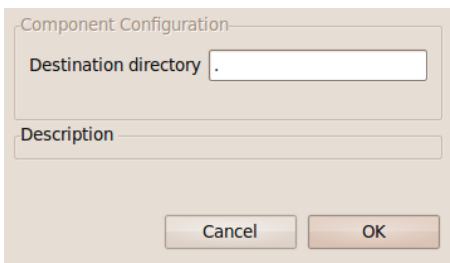 Component Configuration
Destination directory .
Description
Cancel OK